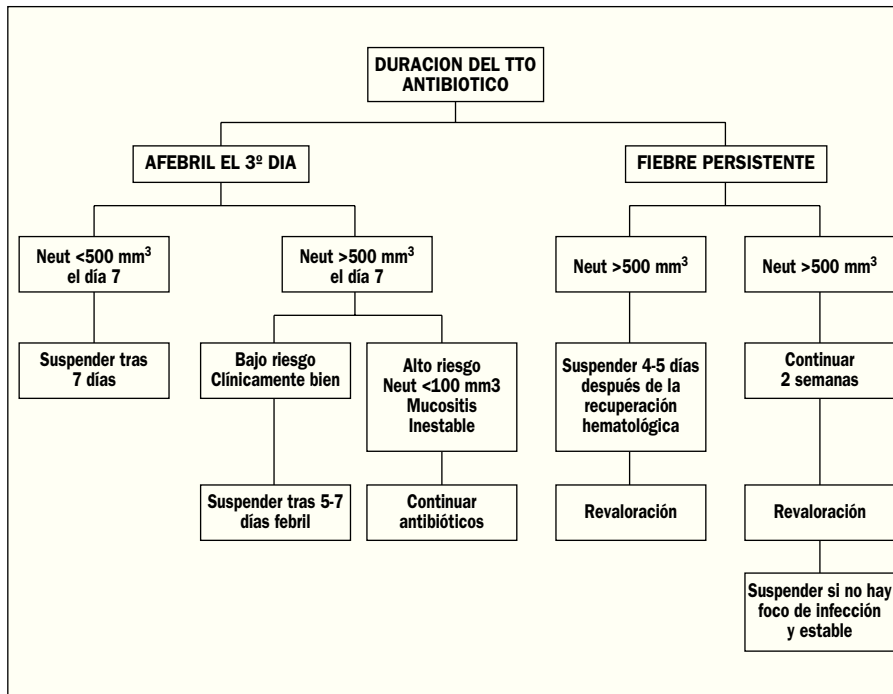 DURACION DEL TTO
ANTIBIOTICO
AFEBRIL EL 3º DIA
FIEBRE PERSISTENTE
Neut <500 mm³
el día 7
Neut >500 mm³
el día 7
Neut >500 mm³
Neut >500 mm³
Suspender tras
7 días
Bajo riesgo
Clínicamente bien
Alto riesgo
Neut <100 mm3
Mucositis
Inestable
Suspender 4-5 días
después de la
recuperación
hematológica
Continuar
2 semanas
Suspender tras 5-7
días febril
Continuar
antibióticos
Revaloración
Revaloración
Suspender si no hay
foco de infección
y estable